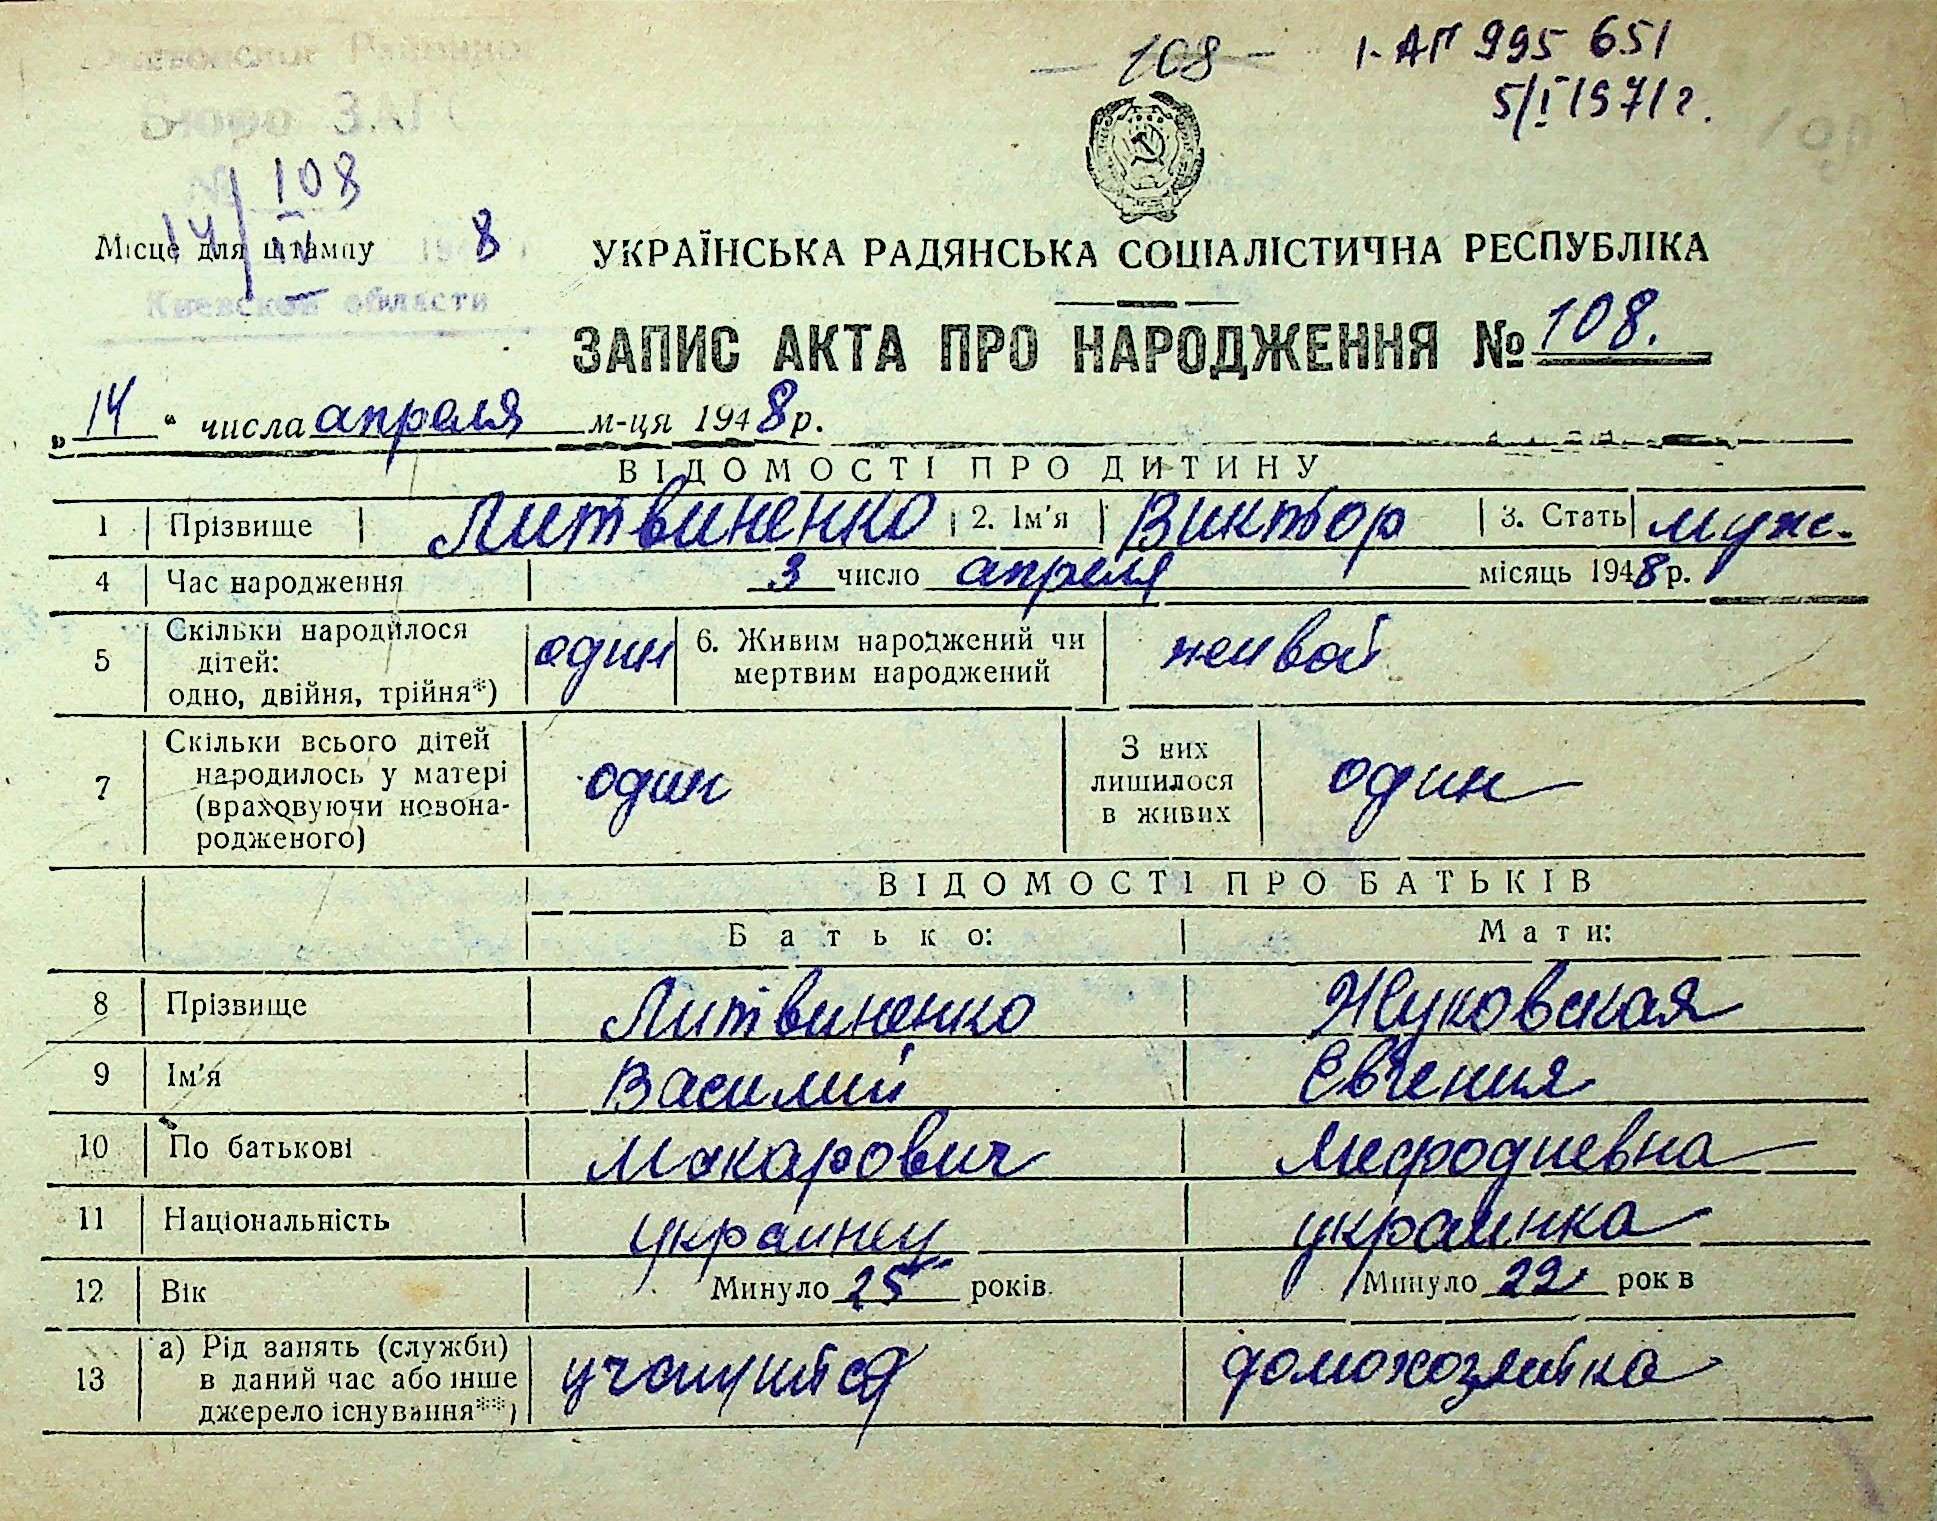 — 108 —
1-АП 995 651
5/I 1971 г.
Бюро ЗАГС
№ 108
14/IV 1948
Місце для штампу
Киевской области
УКРАЇНСЬКА РАДЯНСЬКА СОЦІАЛІСТИЧНА РЕСПУБЛІКА
ЗАПИС АКТА ПРО НАРОДЖЕННЯ № 108.
„ 14 “ числа апреля м-ця 1948 р.
ВІДОМОСТІ ПРО ДИТИНУ
1 Прізвище Литвиненко 2. Ім'я Виктор 3. Стать муж.
4 Час народження 3 число апреля місяць 1948 р.
5 Скільки народилося дітей: одно, двійня, трійня*) один 6. Живим народжений чи мертвим народжений живой
7 Скільки всього дітей народилось у матері (враховуючи новона-родженого) один З них лишилося в живих один
ВІДОМОСТІ ПРО БАТЬКІВ
Батько: Мати:
8 Прізвище Литвиненко Жуковская
9 Ім'я Василий Евгения
10 По батькові Макарович Мефодиевна
11 Національність украинец украинка
12 Вік Минуло 25 років. Минуло 22 рок в
13 а) Рід занять (служби) в даний час або інше джерело існування**) учащийся домохозяйка